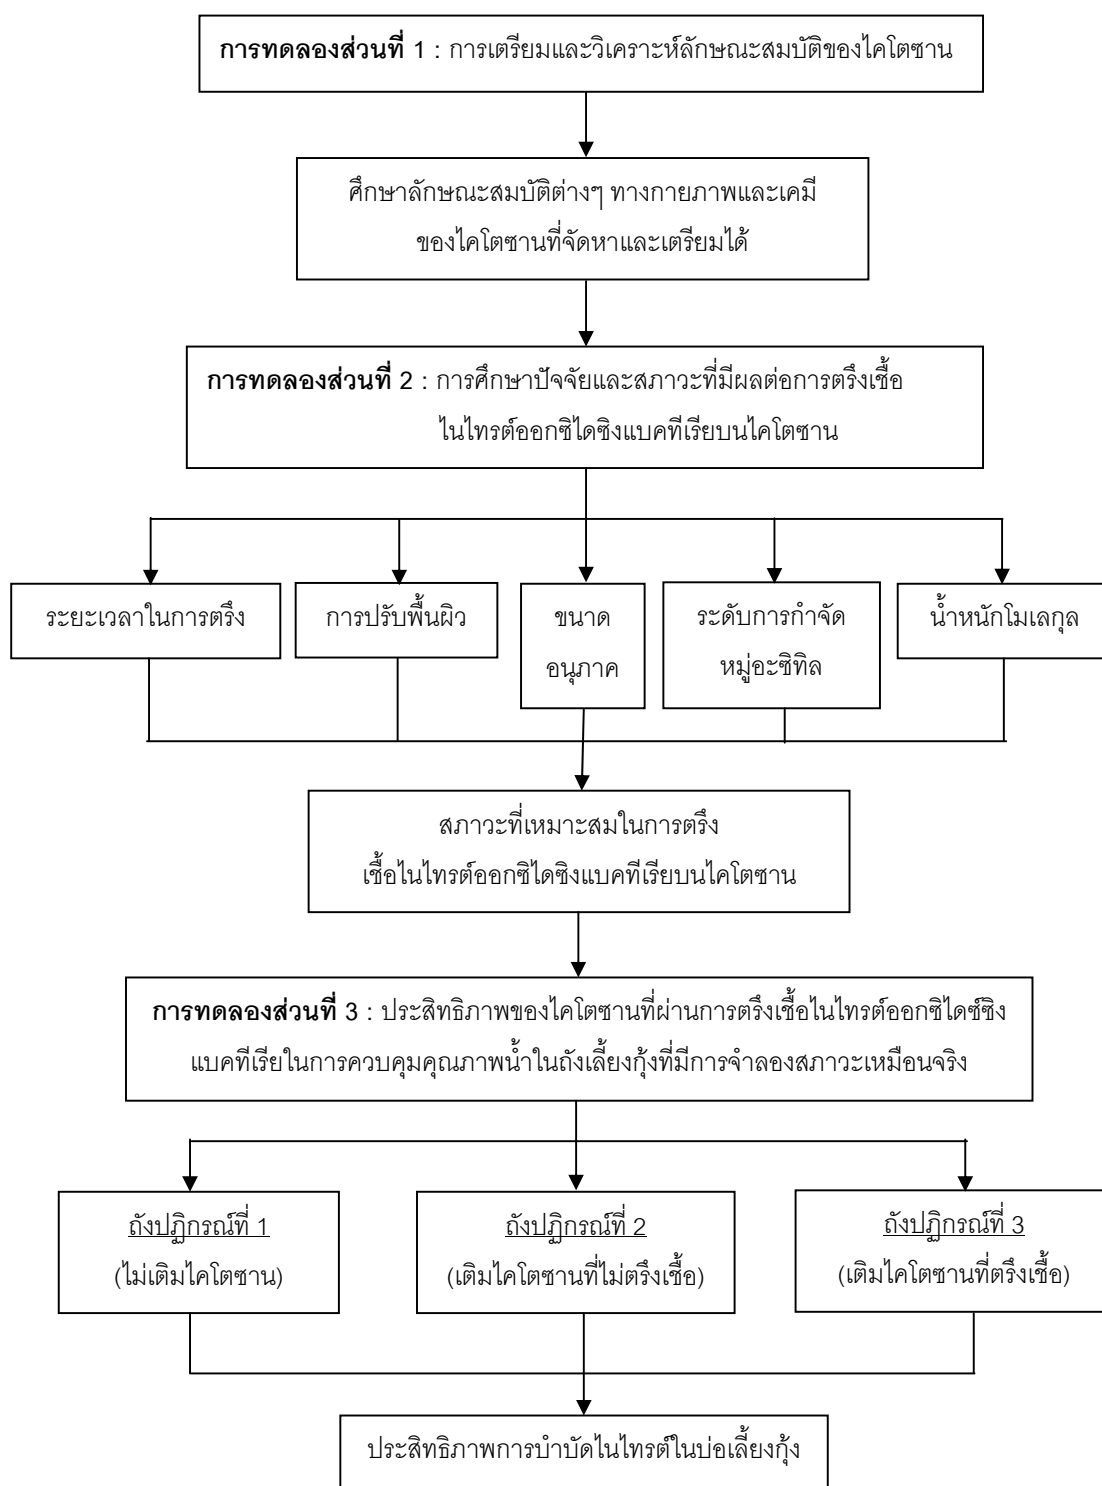 การทดลองส่วนที่ 1 : การเตรียมและวิเคราะห์ลักษณะสมบัติของไคโตซาน
ศึกษาลักษณะสมบัติต่างๆ ทางกายภาพและเคมี
ของไคโตซานที่จัดหาและเตรียมได้
การทดลองส่วนที่ 2 : การศึกษาปัจจัยและสภาวะที่มีผลต่อการตรึงเชื้อ
ไนไทรต์ออกซิไดซิงแบคทีเรียบนไคโตซาน
ระยะเวลาในการตรึง
การปรับพื้นผิว
ขนาด
อนุภาค
ระดับการกำจัด
หมู่อะซิทิล
น้ำหนักโมเลกุล
สภาวะที่เหมาะสมในการตรึง
เชื้อไนไทรต์ออกซิไดซิงแบคทีเรียบนไคโตซาน
การทดลองส่วนที่ 3 : ประสิทธิภาพของไคโตซานที่ผ่านการตรึงเชื้อไนไทรต์ออกซิไดซ์ซิง
แบคทีเรียในการควบคุมคุณภาพน้ำในถังเลี้ยงกุ้งที่มีการจำลองสภาวะเหมือนจริง
ถังปฏิกรณ์ที่ 1
(ไม่เติมไคโตซาน)
ถังปฏิกรณ์ที่ 2
(เติมไคโตซานที่ไม่ตรึงเชื้อ)
ถังปฏิกรณ์ที่ 3
(เติมไคโตซานที่ตรึงเชื้อ)
ประสิทธิภาพการบำบัดไนไทรต์ในบ่อเลี้ยงกุ้ง